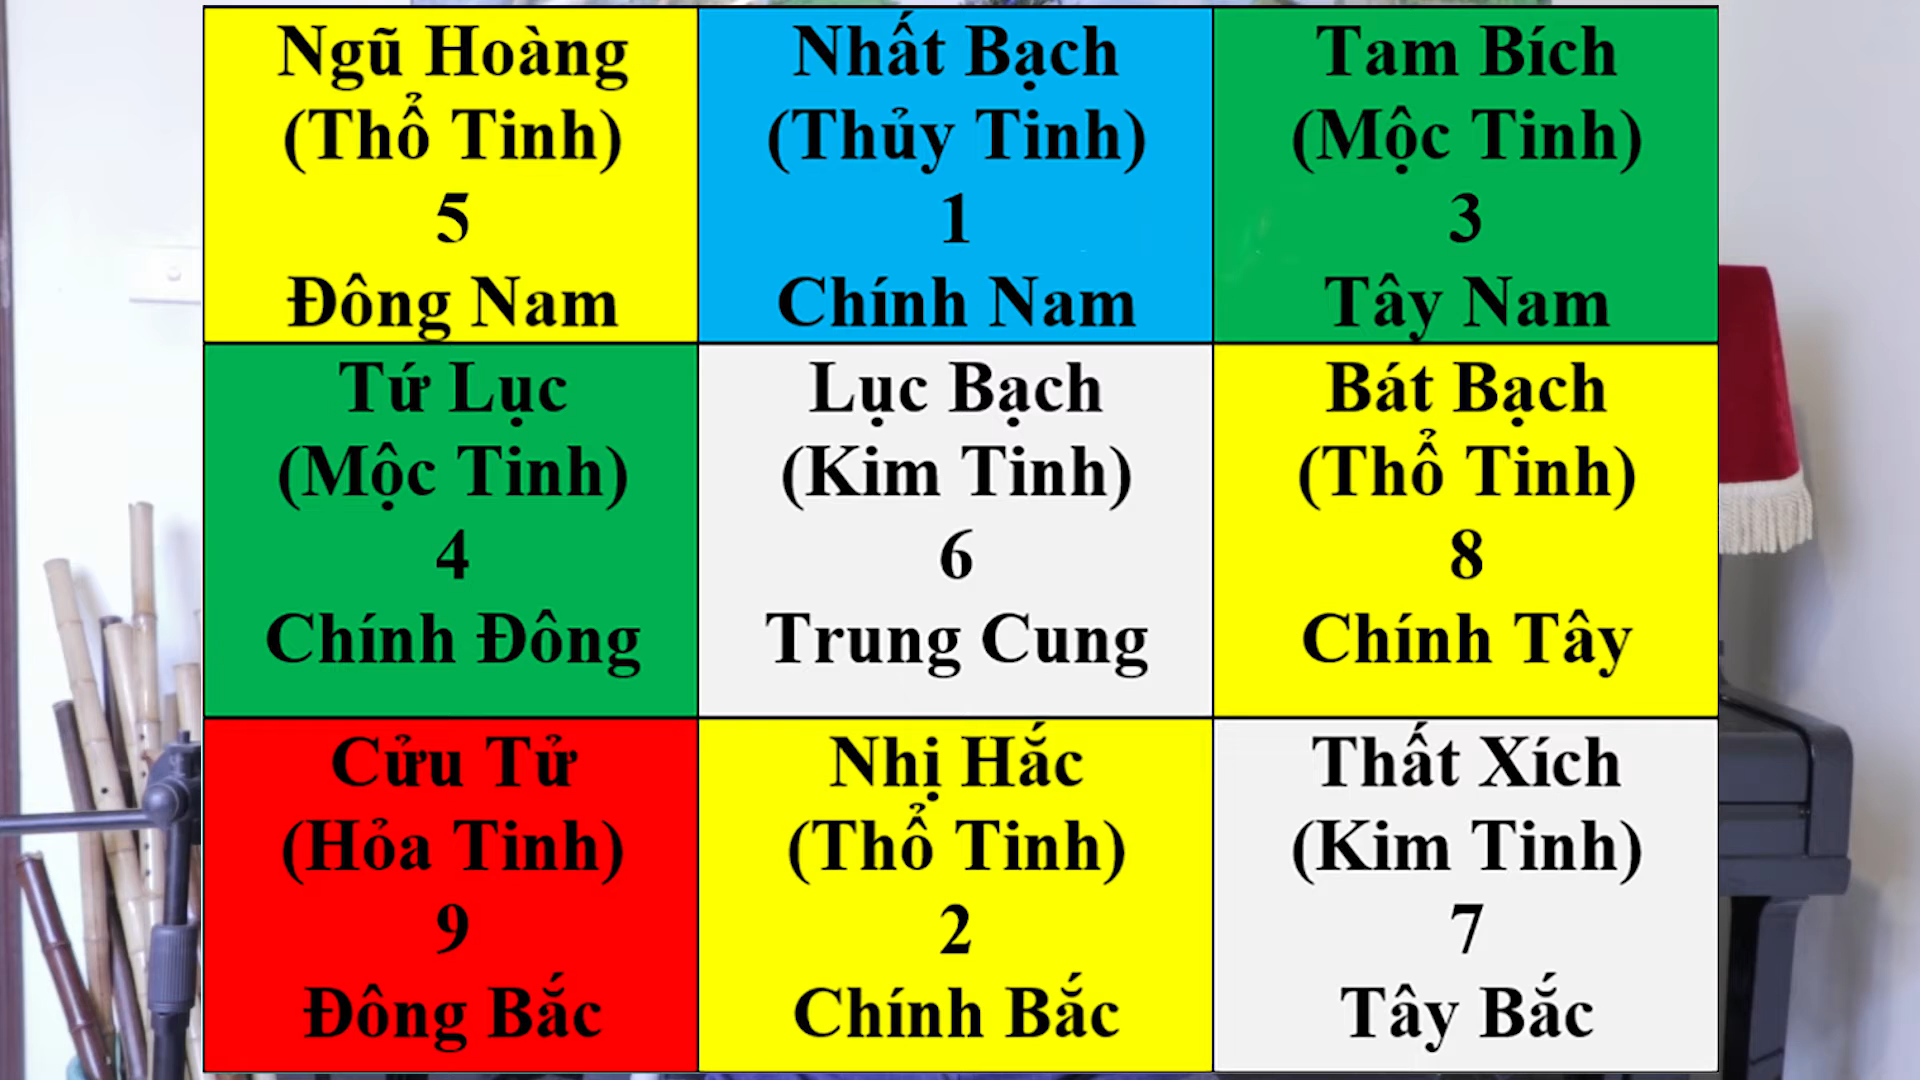 Ngũ Hoàng
(Thổ Tinh)
5
Đông Nam
Nhất Bạch
(Thủy Tinh)
1
Chính Nam
Tam Bích
(Mộc Tinh)
3
Tây Nam
Tứ Lục
(Mộc Tinh)
4
Chính Đông
Lục Bạch
(Kim Tinh)
6
Trung Cung
Bát Bạch
(Thổ Tinh)
8
Chính Tây
Cửu Tử
(Hỏa Tinh)
9
Đông Bắc
Nhị Hắc
(Thổ Tinh)
2
Chính Bắc
Thất Xích
(Kim Tinh)
7
Tây Bắc